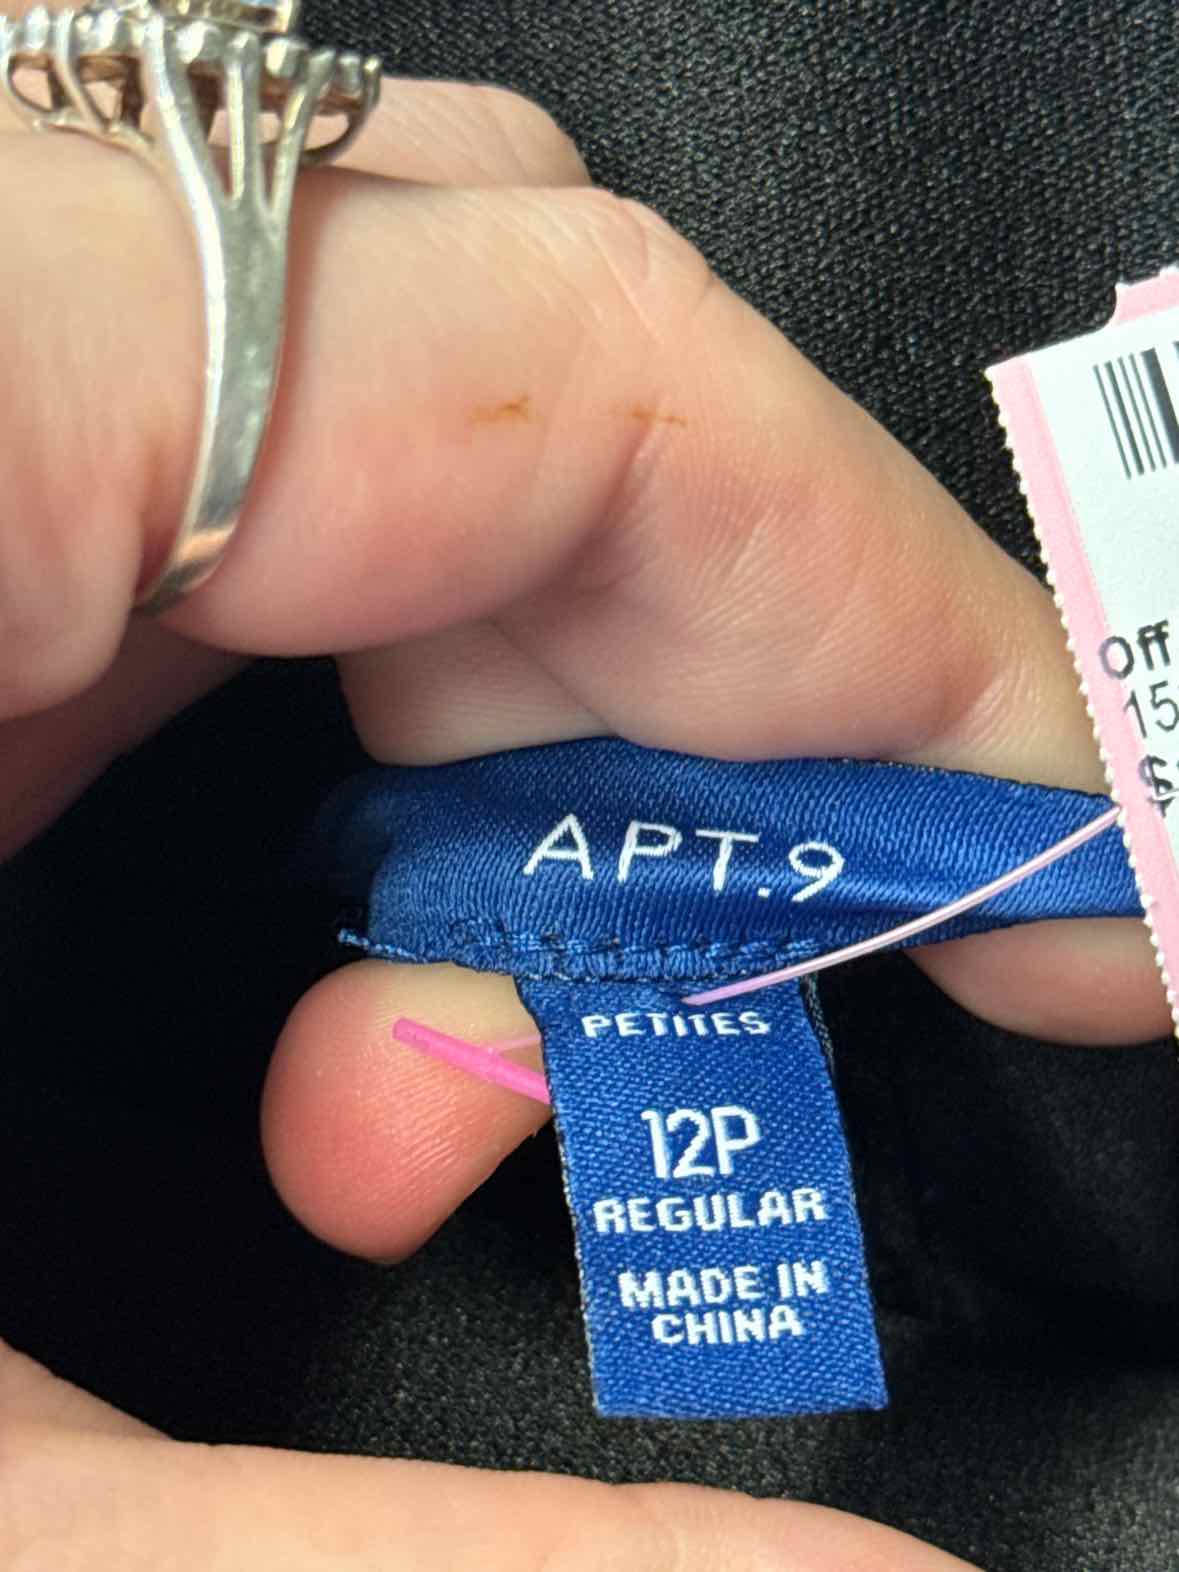 APT.9
PETITES
12P
REGULAR
MADE IN
CHINA
Off
15
$